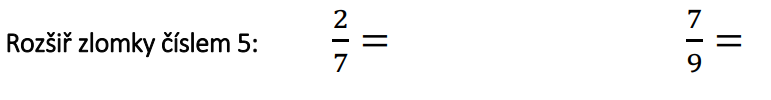 Rozšiř zlomky číslem 5: 2/7 = 7/9 =